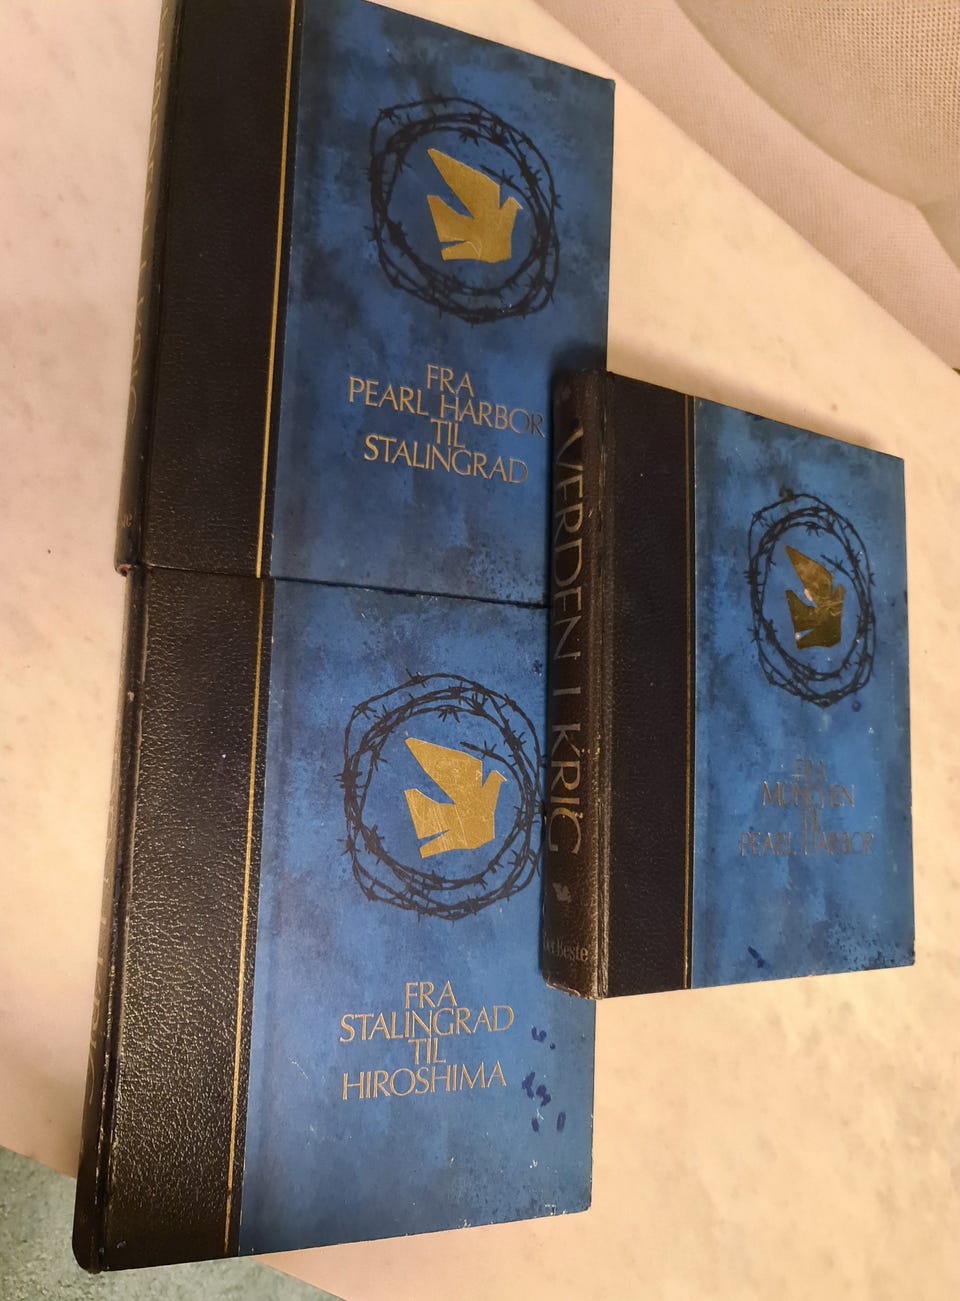 FRA
PEARL HARBOR
TIL
STALINGRAD
FRA
STALINGRAD
TIL
HIROSHIMA
VERDEN I KRIG
Det Beste
FRA
MÜNCHEN
TIL
PEARL HARBOR